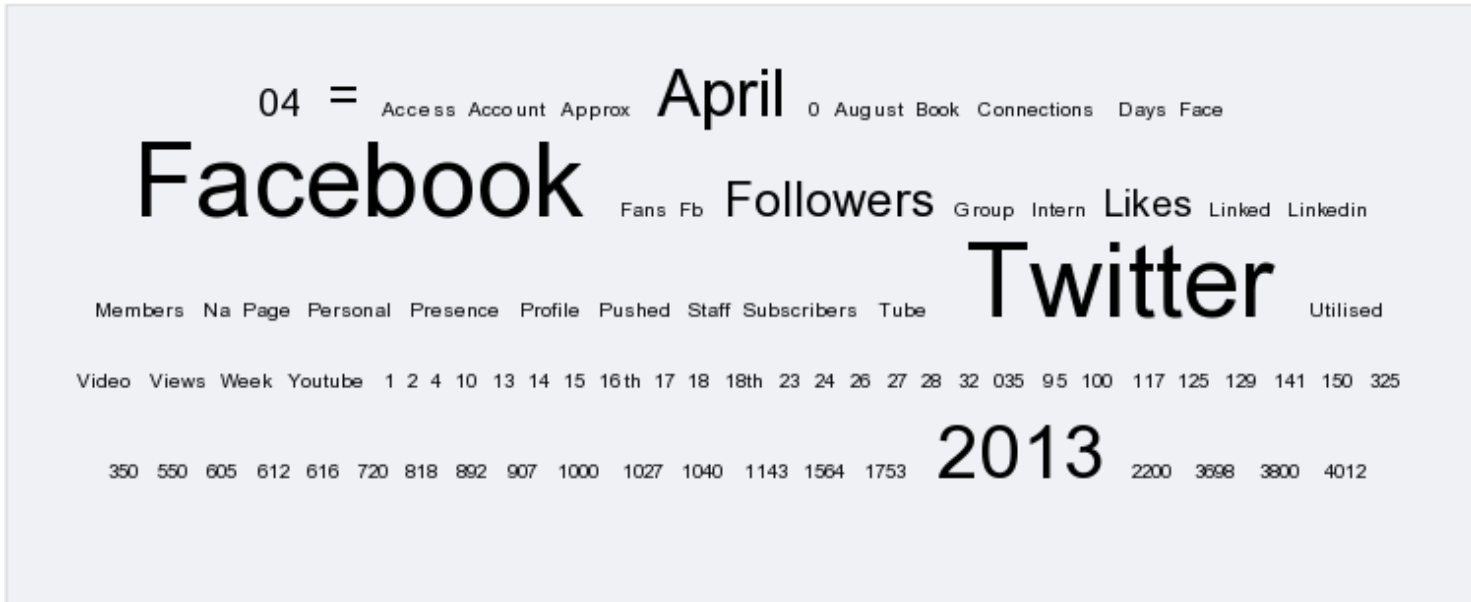 04 = Access Account Approx April 0 August Book Connections Days Face
Facebook Fans Fb Followers Group Intern Likes Linked Linkedin
Members Na Page Personal Presence Profile Pushed Staff Subscribers Tube Twitter Utilised
Video Views Week Youtube 1 2 4 10 13 14 15 16th 17 18 18th 23 24 26 27 28 32 035 95 100 117 125 129 141 150 325
350 550 605 612 616 720 818 892 907 1000 1027 1040 1143 1564 1753 2013 2200 3698 3800 4012